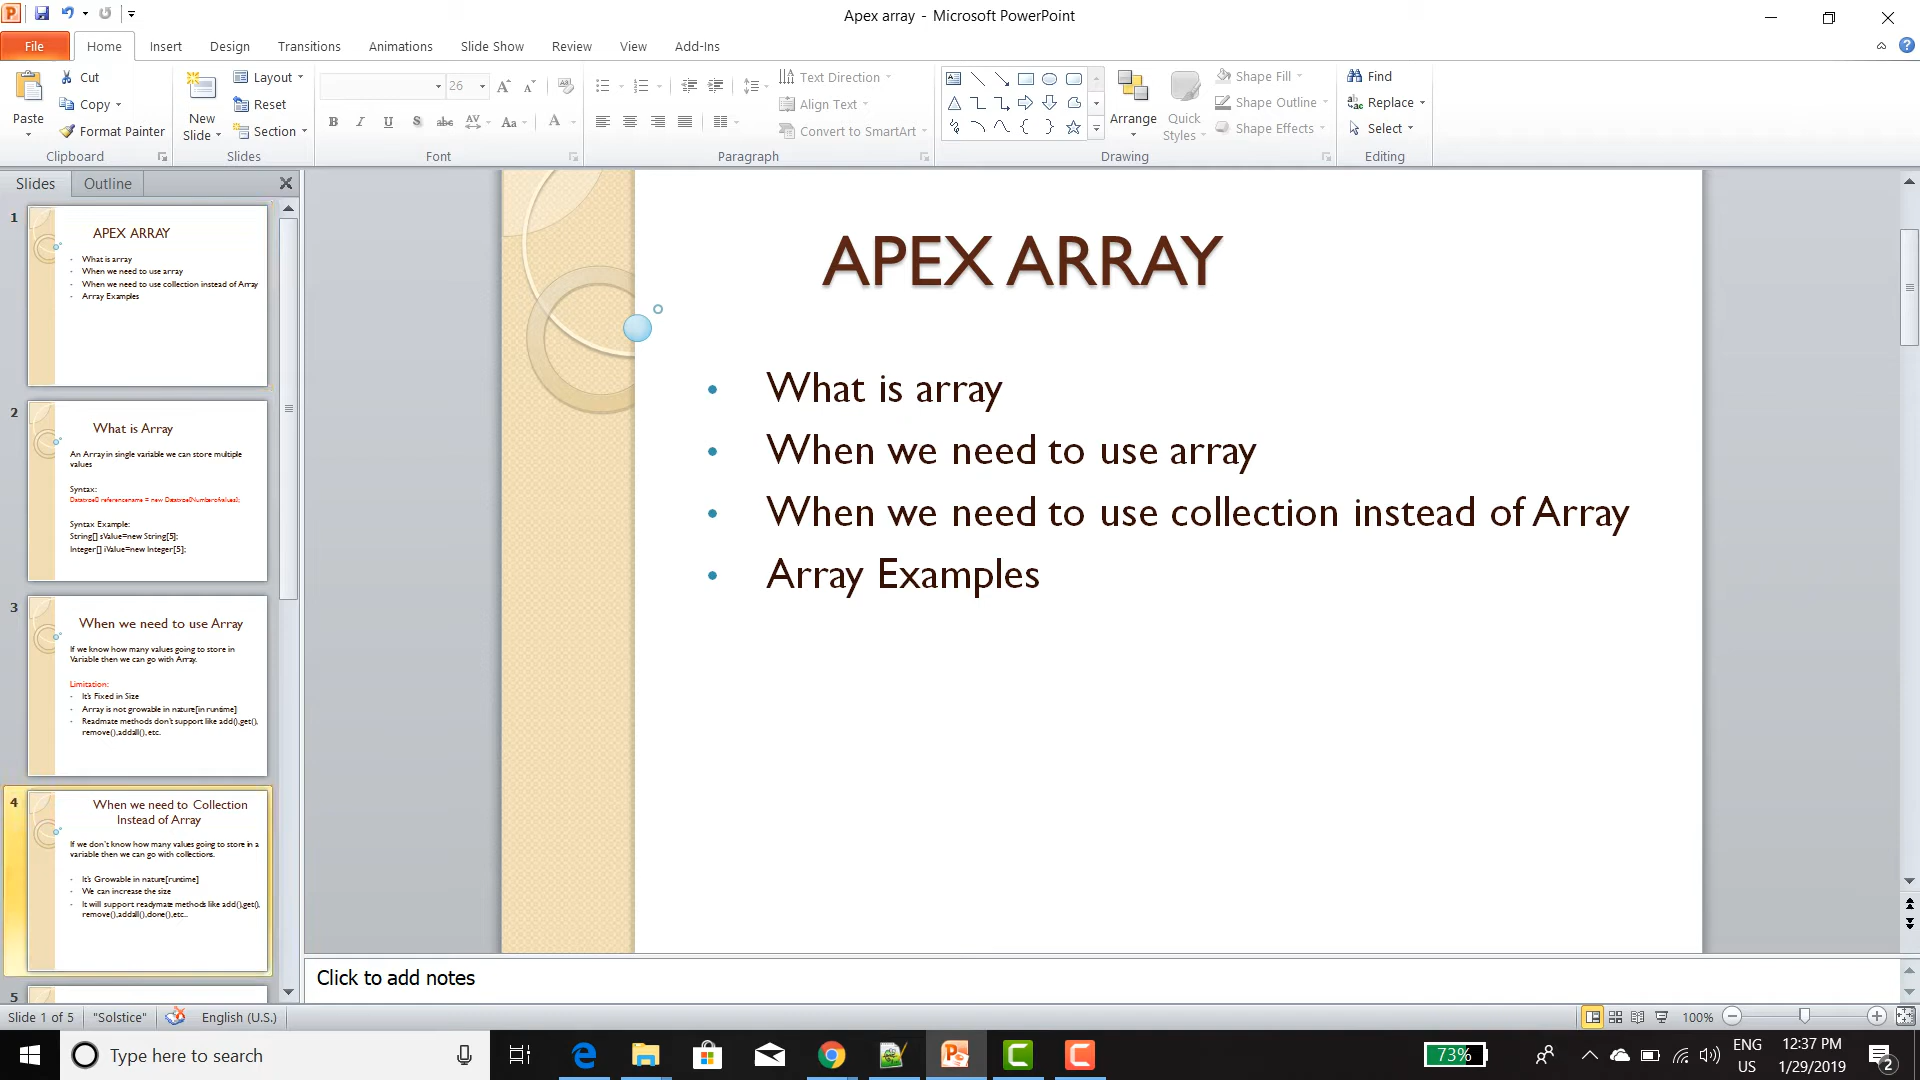 Apex array - Microsoft PowerPoint
File Home Insert Design Transitions Animations Slide Show Review View Add-Ins
Paste
Cut
Copy
Format Painter
Clipboard
New
Slide
Layout
Reset
Section
Slides
26
B I U S abc AV Aa A
Font
Text Direction
Align Text
Convert to SmartArt
Paragraph
Arrange
Quick
Styles
Shape Fill
Shape Outline
Shape Effects
Drawing
Find
Replace
Select
Editing
Slides Outline
1
APEX ARRAY
What is array
When we need to use array
When we need to use collection instead of Array
Array Examples
2
What is Array
An Array in single variable we can store multiple
values
Syntax:
Datatype[] referencename = new Datatype[NumberofValues];
Syntax Example:
String[] sValue=new String[5];
Integer[] iValue=new Integer[5];
3
When we need to use Array
If we know how many values going to store in
Variable then we can go with Array.
Limitation:
It's Fixed in Size
Array is not growable in nature[in runtime]
Readmate methods don't support like add(),get(),
remove(),addall(), etc.
4
When we need to Collection
Instead of Array
If we don't know how many values going to store in a
variable then we can go with collections.
It's Growable in nature[runtime]
We can increase the size
It will support readymate methods like add(),get(),
remove(),addall(),done(),etc..
5
APEX ARRAY
• What is array
• When we need to use array
• When we need to use collection instead of Array
• Array Examples
Click to add notes
Slide 1 of 5 "Solstice" English (U.S.) 100%
Type here to search
73%
ENG
US
12:37 PM
1/29/2019
2